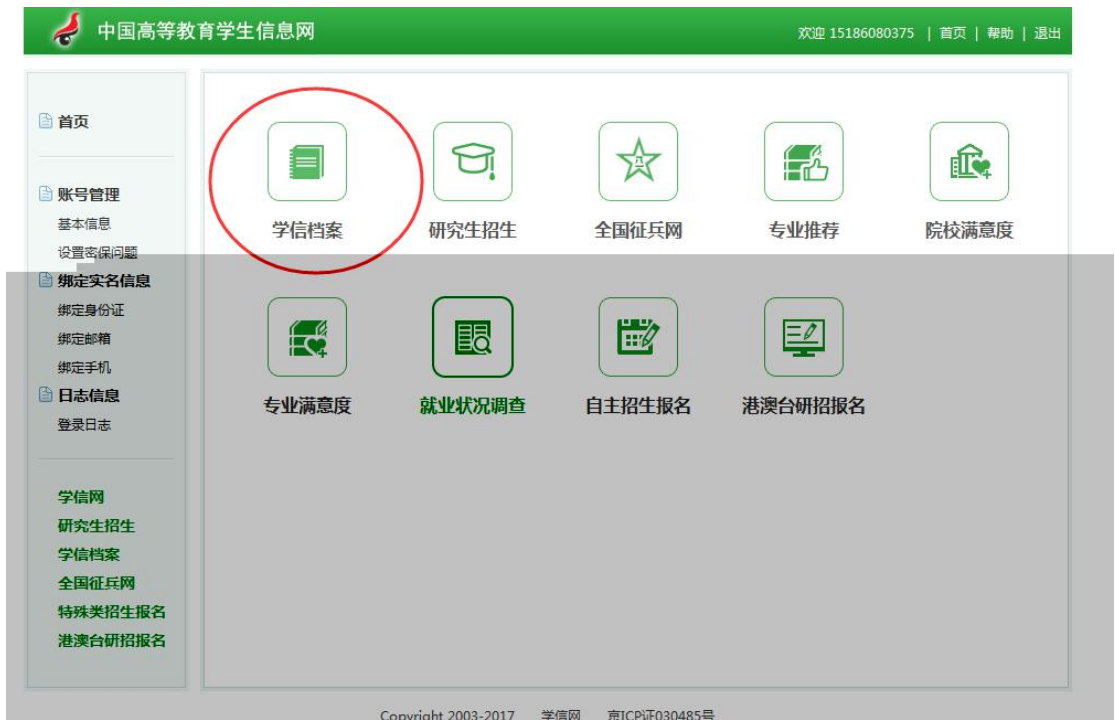 中国高等教育学生信息网
欢迎 15186080375 | 首页 | 帮助 | 退出
首页
账号管理
基本信息
设置密保问题
绑定实名信息
绑定身份证
绑定邮箱
绑定手机
日志信息
登录日志
学信网
研究生招生
学信档案
全国征兵网
特殊类招生报名
港澳台研招报名
学信档案 研究生招生 全国征兵网 专业推荐 院校满意度
专业满意度 就业状况调查 自主招生报名 港澳台研招报名
Copyright 2003-2017 学信网 京ICP证030485号